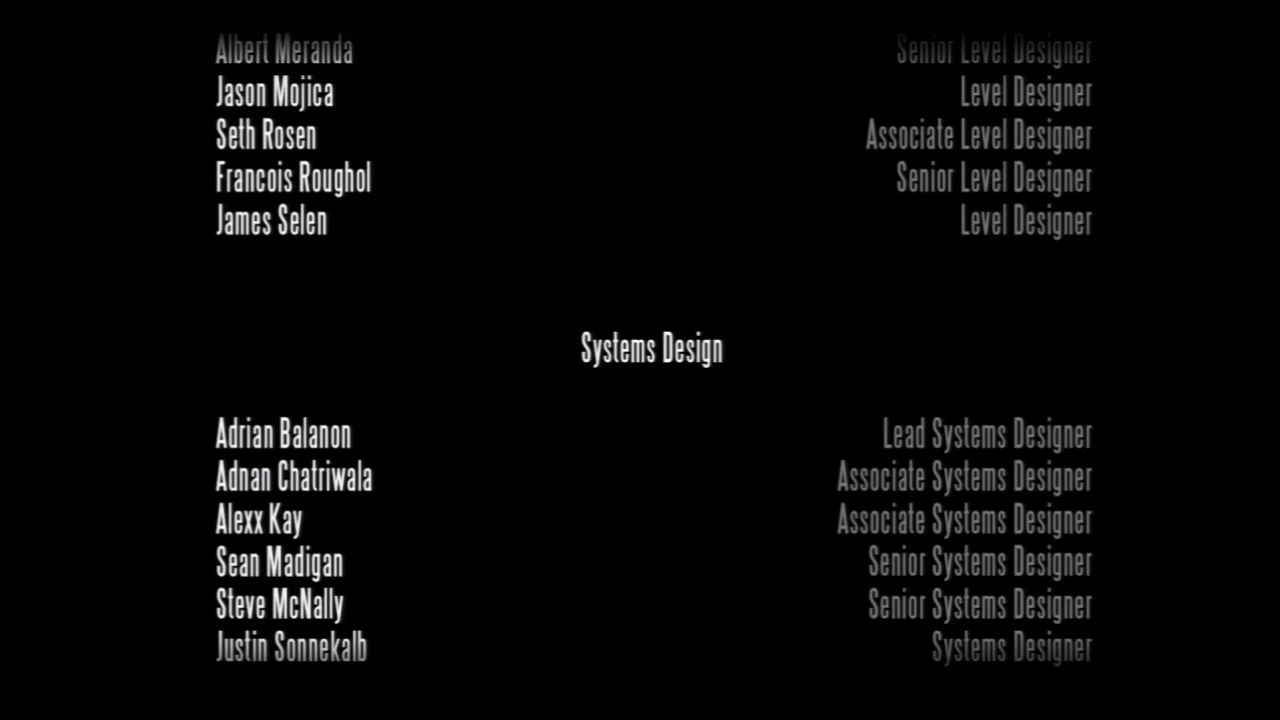 Albert Meranda Senior Level Designer
Jason Mojica Level Designer
Seth Rosen Associate Level Designer
Francois Roughol Senior Level Designer
James Selen Level Designer
Systems Design
Adrian Balanon Lead Systems Designer
Adnan Chatriwala Associate Systems Designer
Alexx Kay Associate Systems Designer
Sean Madigan Senior Systems Designer
Steve McNally Senior Systems Designer
Justin Sonnekalb Systems Designer